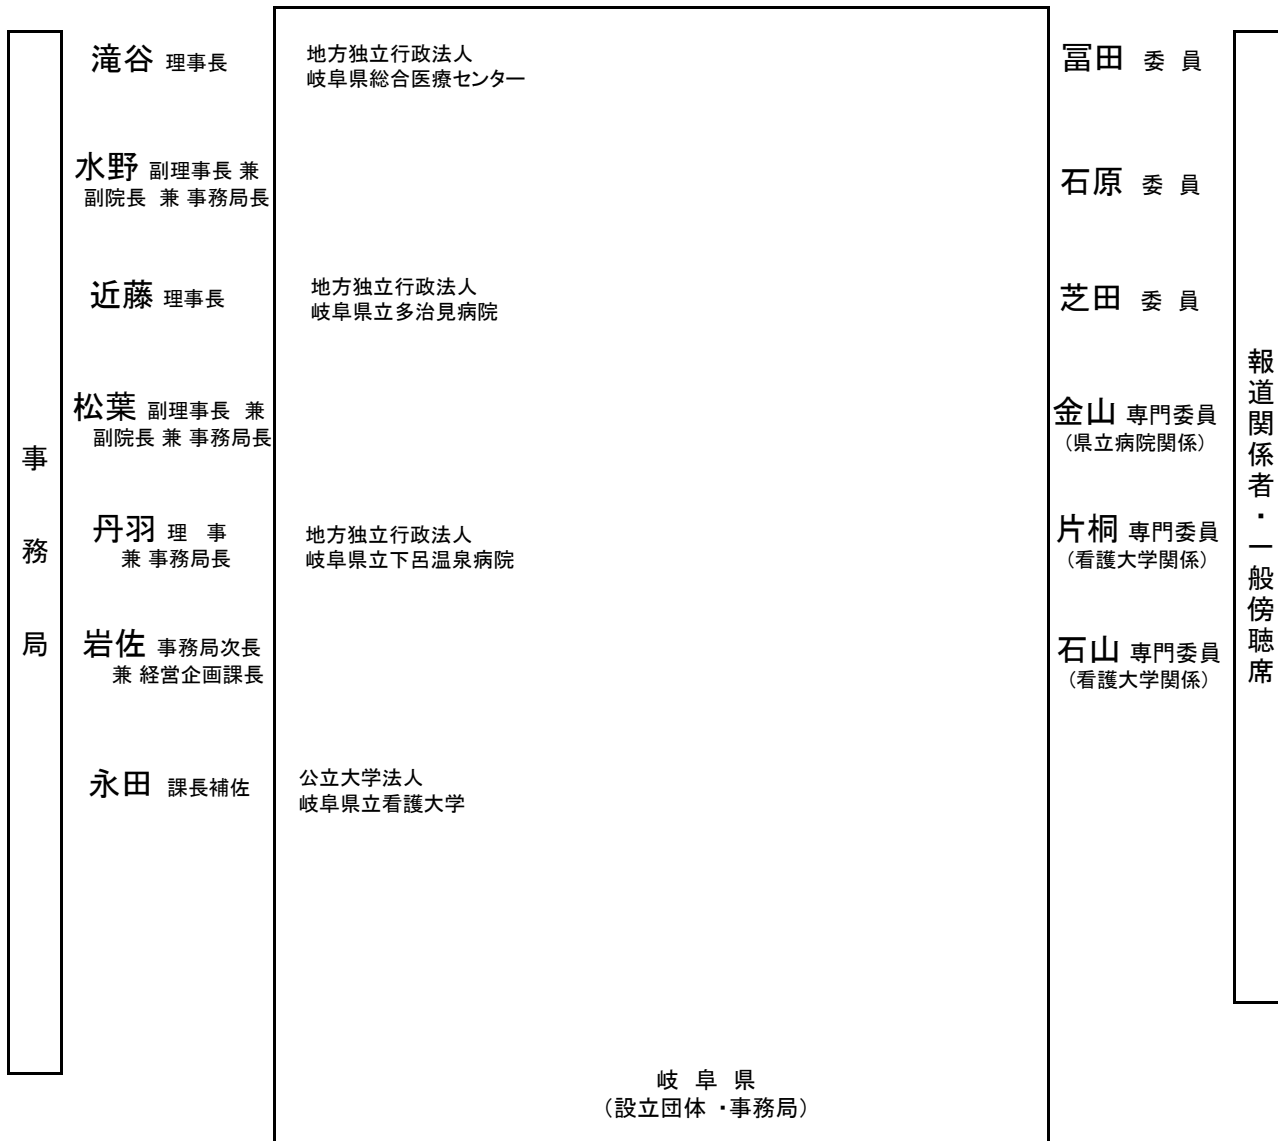 事務局
滝谷 理事長
水野 副理事長 兼
副院長 兼 事務局長
近藤 理事長
松葉 副理事長 兼
副院長 兼 事務局長
丹羽 理 事
兼 事務局長
岩佐 事務局次長
兼 経営企画課長
永田 課長補佐
地方独立行政法人
岐阜県総合医療センター
地方独立行政法人
岐阜県立多治見病院
地方独立行政法人
岐阜県立下呂温泉病院
公立大学法人
岐阜県立看護大学
岐 阜 県
（設立団体 ・事務局）
冨田 委 員
石原 委 員
芝田 委 員
金山 専門委員
（県立病院関係）
片桐 専門委員
（看護大学関係）
石山 専門委員
（看護大学関係）
報道関係者・一般傍聴席